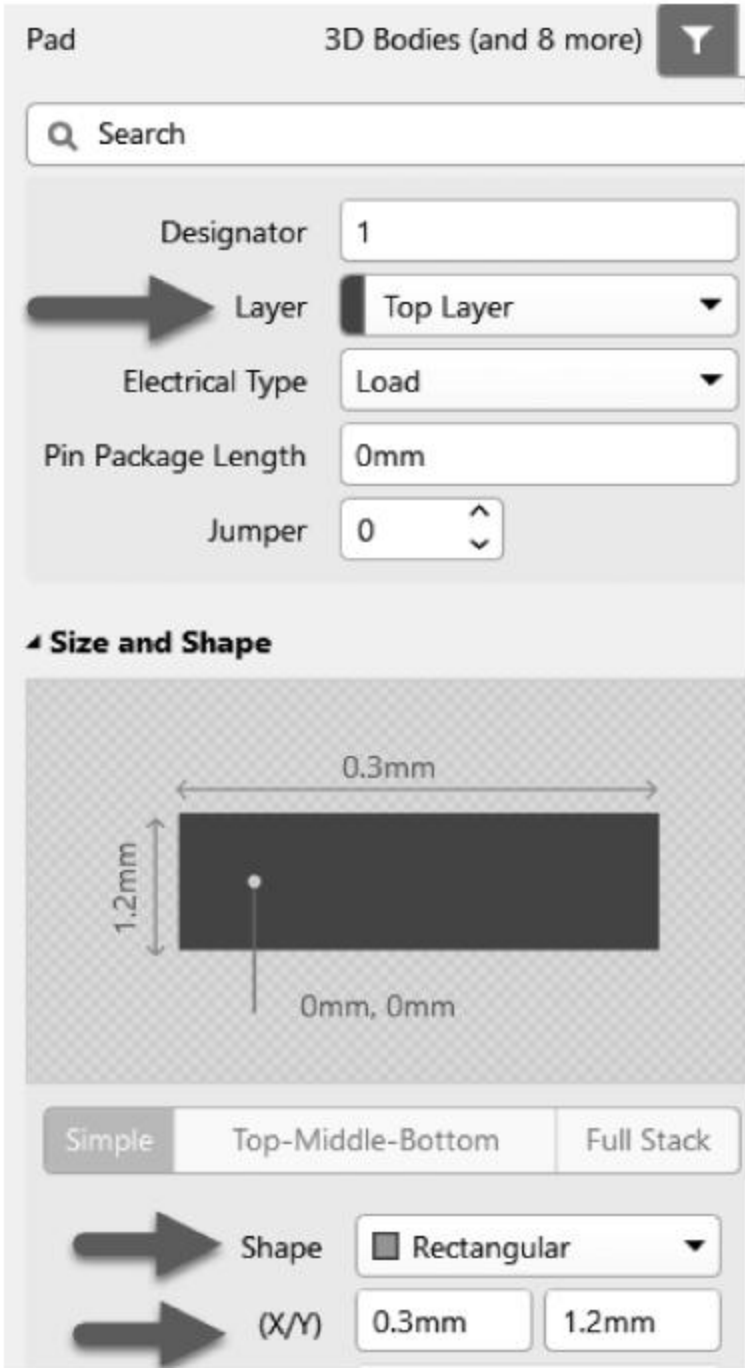 Pad 3D Bodies (and 8 more)
Search
Designator 1
Layer Top Layer
Electrical Type Load
Pin Package Length 0mm
Jumper 0
Size and Shape
0.3mm
1.2mm
0mm, 0mm
Simple Top-Middle-Bottom Full Stack
Shape Rectangular
(X/Y) 0.3mm 1.2mm